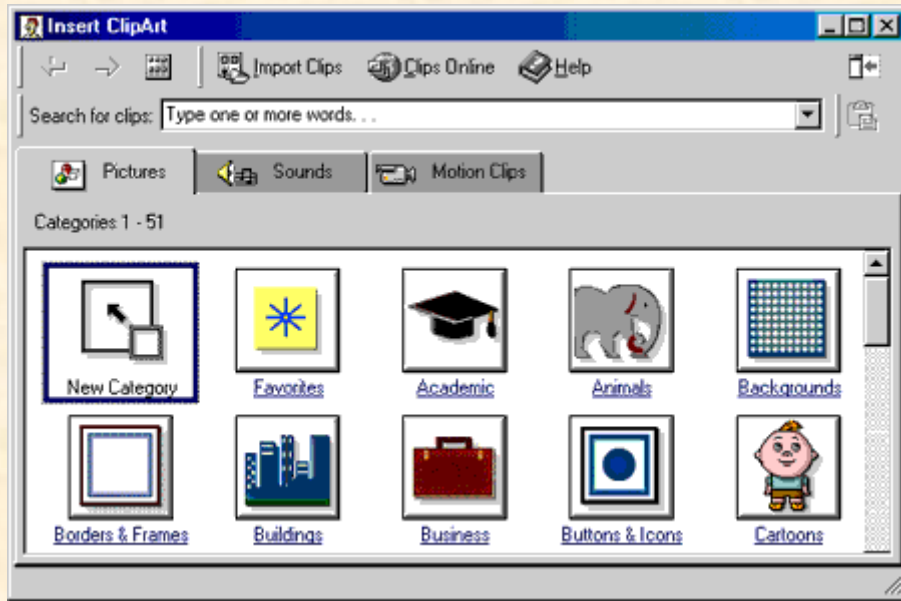 Insert ClipArt
Import Clips Clips Online Help
Search for clips: Type one or more words. . .
Pictures Sounds Motion Clips
Categories 1 - 51
New Category Favorites Academic Animals Backgrounds
Borders & Frames Buildings Business Buttons & Icons Cartoons